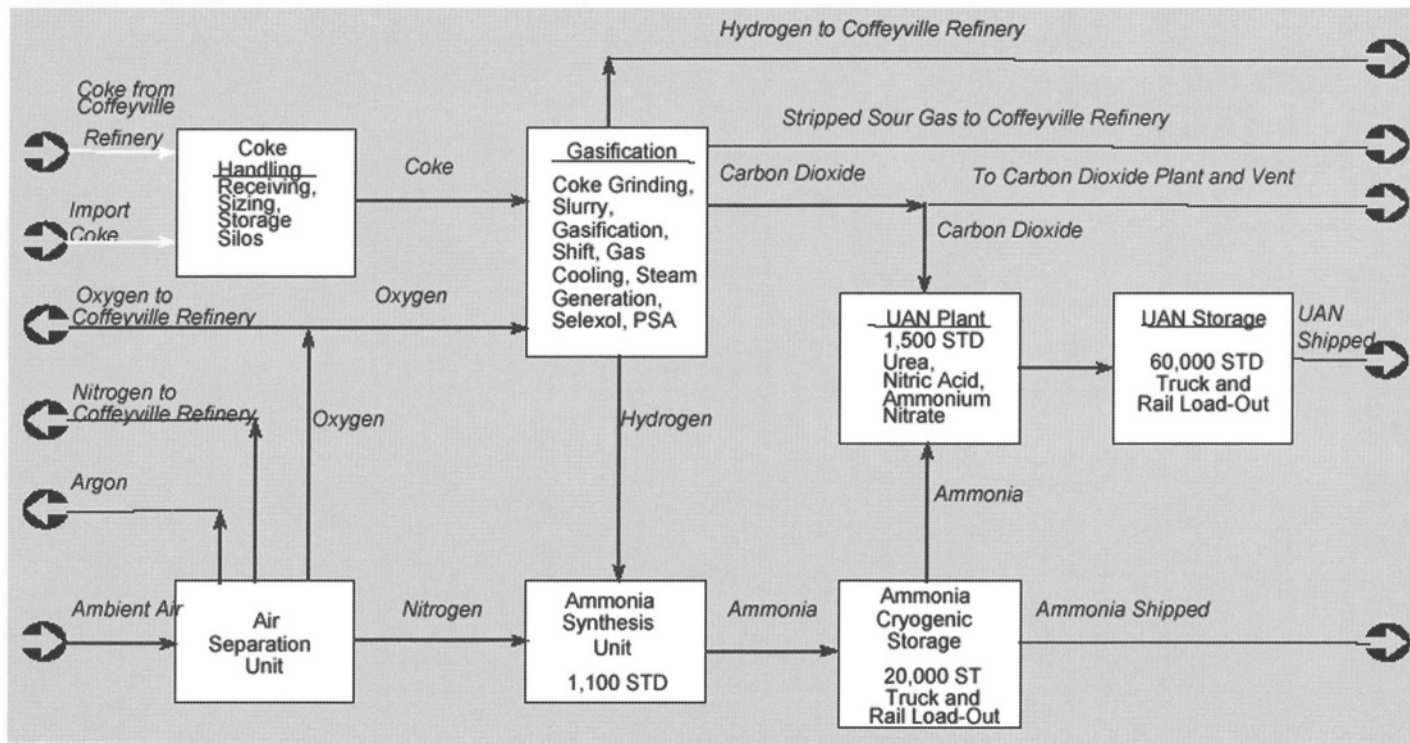 Hydrogen to Coffeyville Refinery
Coke from
Coffeyville
Refinery
Stripped Sour Gas to Coffeyville Refinery
Coke
Handling
Receiving,
Sizing,
Storage
Silos
Coke
Gasification
Coke Grinding,
Slurry,
Gasification,
Shift, Gas
Cooling, Steam
Generation,
Selexol, PSA
Carbon Dioxide
To Carbon Dioxide Plant and Vent
Import
Coke
Carbon Dioxide
Oxygen to
Coffeyville Refinery
Oxygen
UAN Plant
1,500 STD
Urea,
Nitric Acid,
Ammonium
Nitrate
UAN Storage
60,000 STD
Truck and
Rail Load-Out
UAN
Shipped
Nitrogen to
Coffeyville Refinery
Oxygen
Hydrogen
Argon
Ammonia
Ambient Air
Air
Separation
Unit
Nitrogen
Ammonia
Synthesis
Unit
1,100 STD
Ammonia
Ammonia
Cryogenic
Storage
20,000 ST
Truck and
Rail Load-Out
Ammonia Shipped